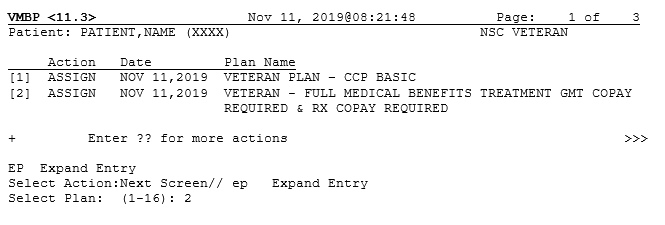 VMBP <11.3> Nov 11, 2019@08:21:48 Page: 1 of 3
Patient: PATIENT,NAME (XXXX) NSC VETERAN
Action Date Plan Name
[1] ASSIGN NOV 11,2019 VETERAN PLAN - CCP BASIC
[2] ASSIGN NOV 11,2019 VETERAN - FULL MEDICAL BENEFITS TREATMENT GMT COPAY
REQUIRED & RX COPAY REQUIRED
+ Enter ?? for more actions >>>
EP Expand Entry
Select Action:Next Screen// ep Expand Entry
Select Plan: (1-16): 2